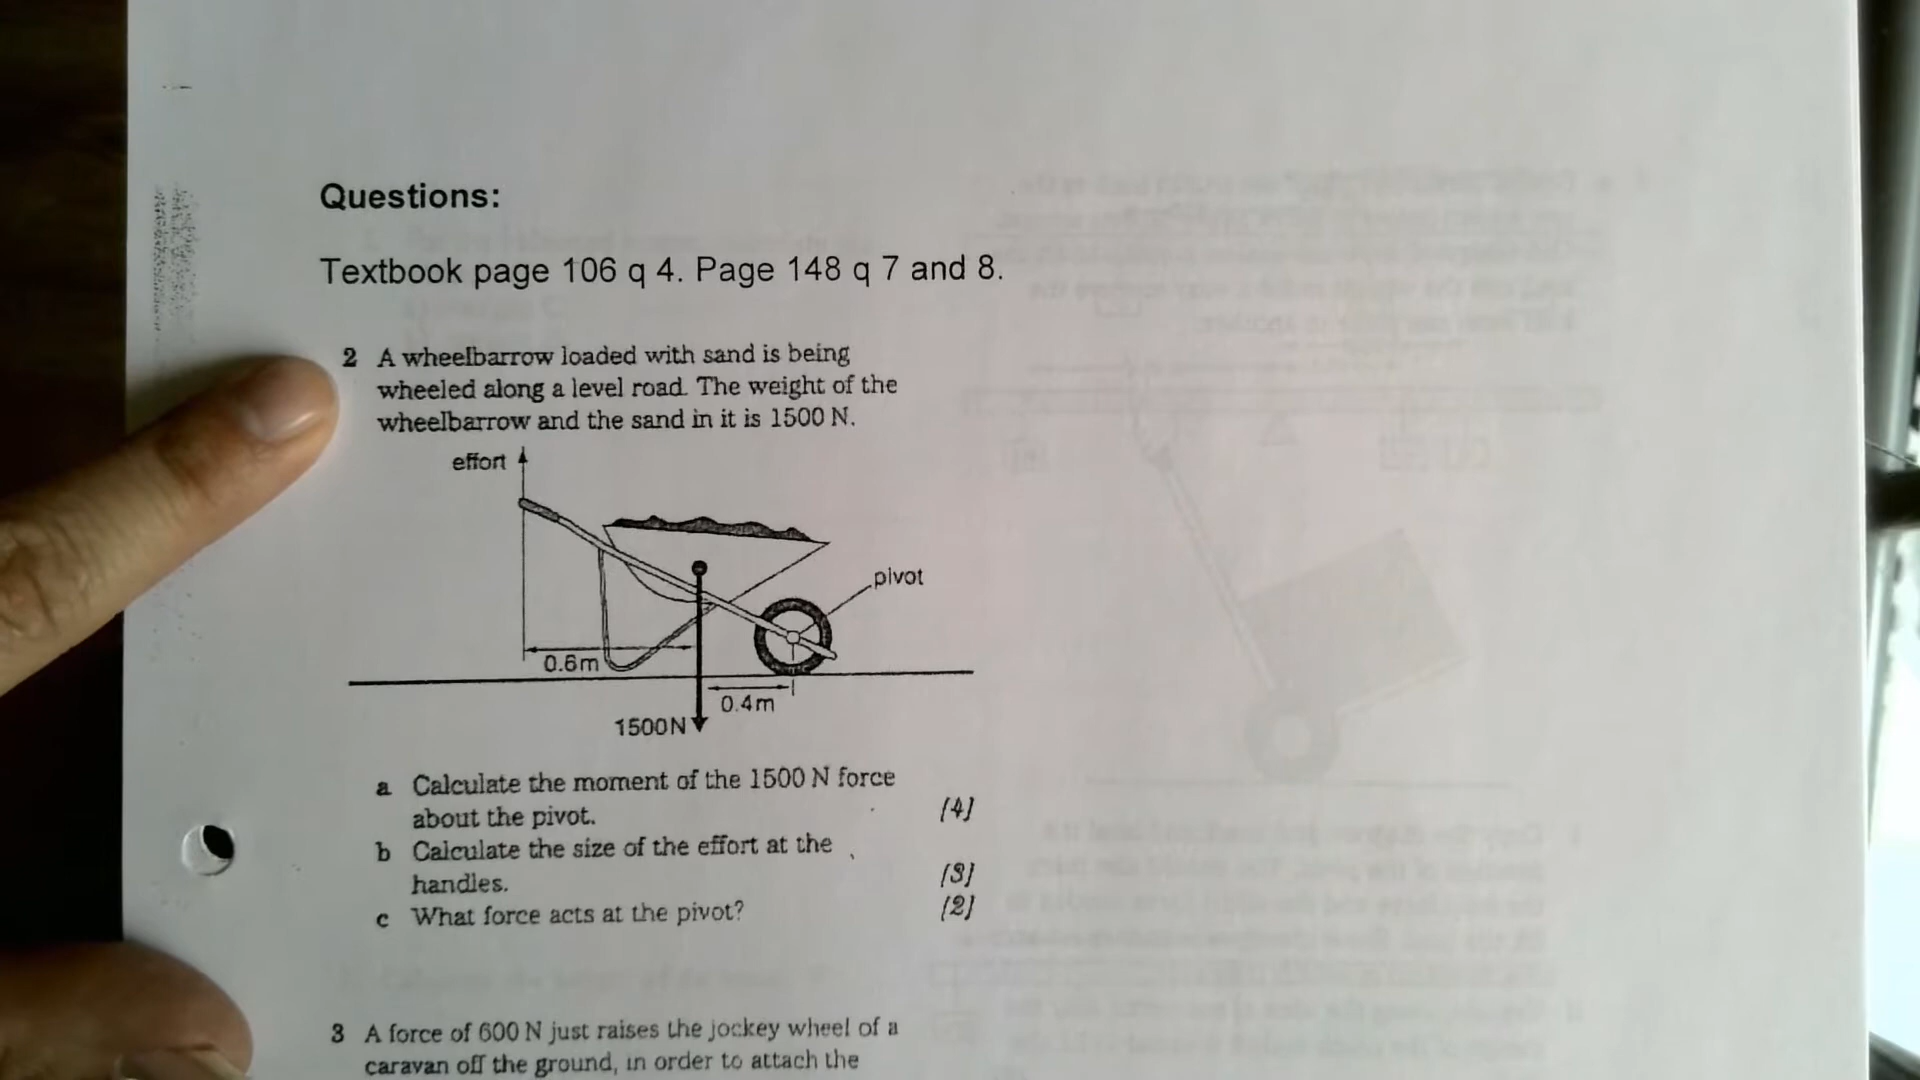 Questions:
Textbook page 106 q 4. Page 148 q 7 and 8.
2 A wheelbarrow loaded with sand is being
wheeled along a level road. The weight of the
wheelbarrow and the sand in it is 1500 N.
effort
pivot
0.6m
0.4m
1500N
a Calculate the moment of the 1500 N force
about the pivot. [4]
b Calculate the size of the effort at the
handles. [3]
c What force acts at the pivot? [2]
3 A force of 600 N just raises the jockey wheel of a
caravan off the ground, in order to attach the